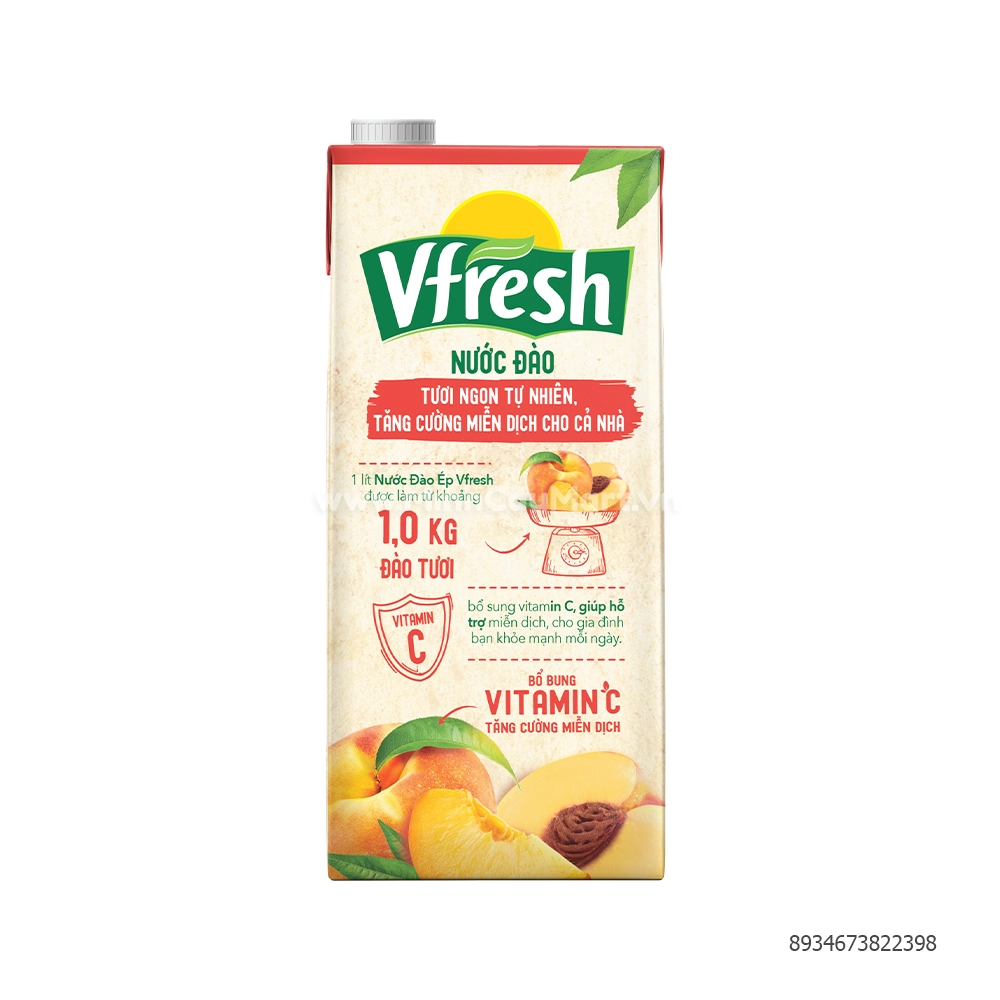 Vfresh
NƯỚC ĐÀO
TƯƠI NGON TỰ NHIÊN,
TĂNG CƯỜNG MIỄN DỊCH CHO CẢ NHÀ
1 lít Nước Đào Ép Vfresh
được làm từ khoảng
1,0 KG
ĐÀO TƯƠI
VITAMIN
C
bổ sung vitamin C, giúp hỗ
trợ miễn dịch, cho gia đình
bạn khỏe mạnh mỗi ngày.
BỔ BUNG
VITAMIN C
TĂNG CƯỜNG MIỄN DỊCH
8934673822398